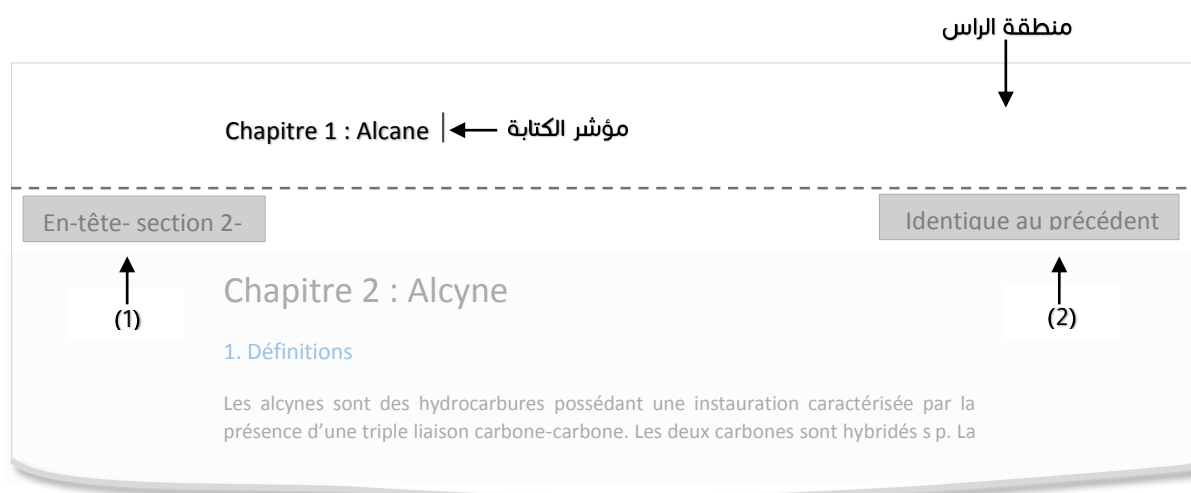 منطقة الراس
Chapitre 1 : Alcane
مؤشر الكتابة
En-tête- section 2-
Identique au précédent
(1)
(2)
Chapitre 2 : Alcyne
1. Définitions
Les alcynes sont des hydrocarbures possédant une instauration caractérisée par la
présence d’une triple liaison carbone-carbone. Les deux carbones sont hybridés s p. La